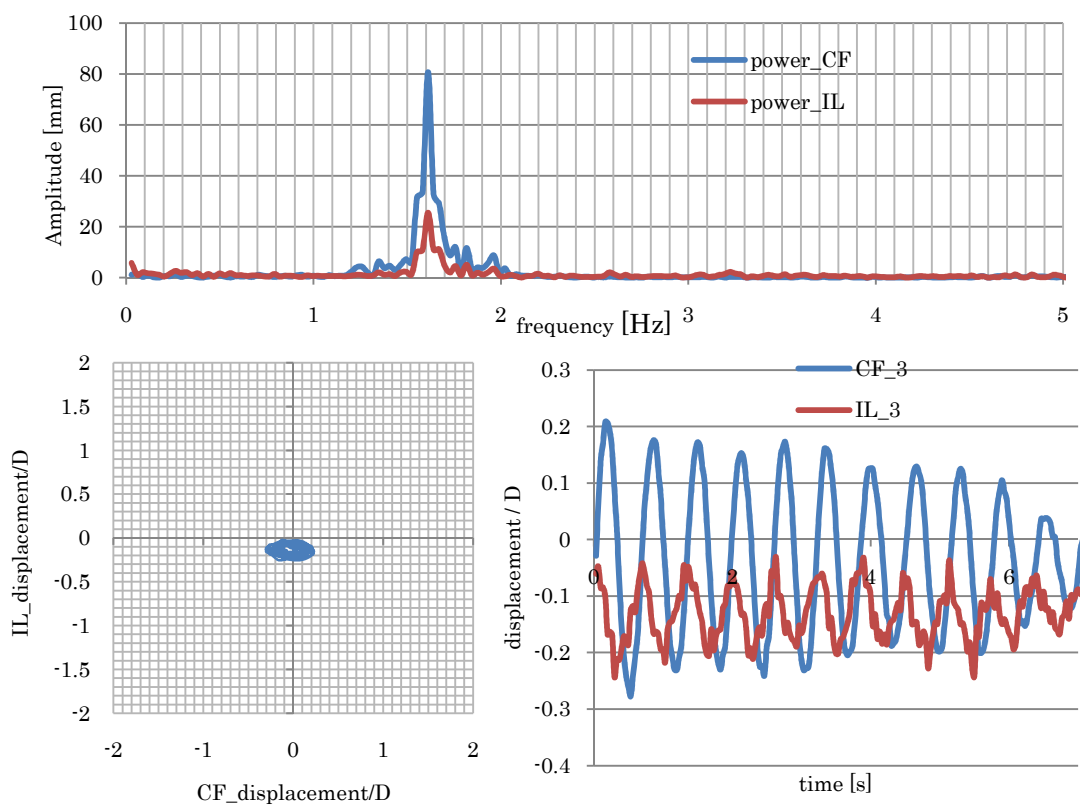 100
80
60
40
20
0
Amplitude [mm]
power_CF
power_IL
0 1 2 3 4 5
frequency [Hz]
2
1.5
1
0.5
0
-0.5
-1
-1.5
-2
IL_displacement/D
-2 -1 0 1 2
CF_displacement/D
0.3
0.2
0.1
0
-0.1
-0.2
-0.3
-0.4
displacement / D
CF_3
IL_3
0 2 4 6
time [s]